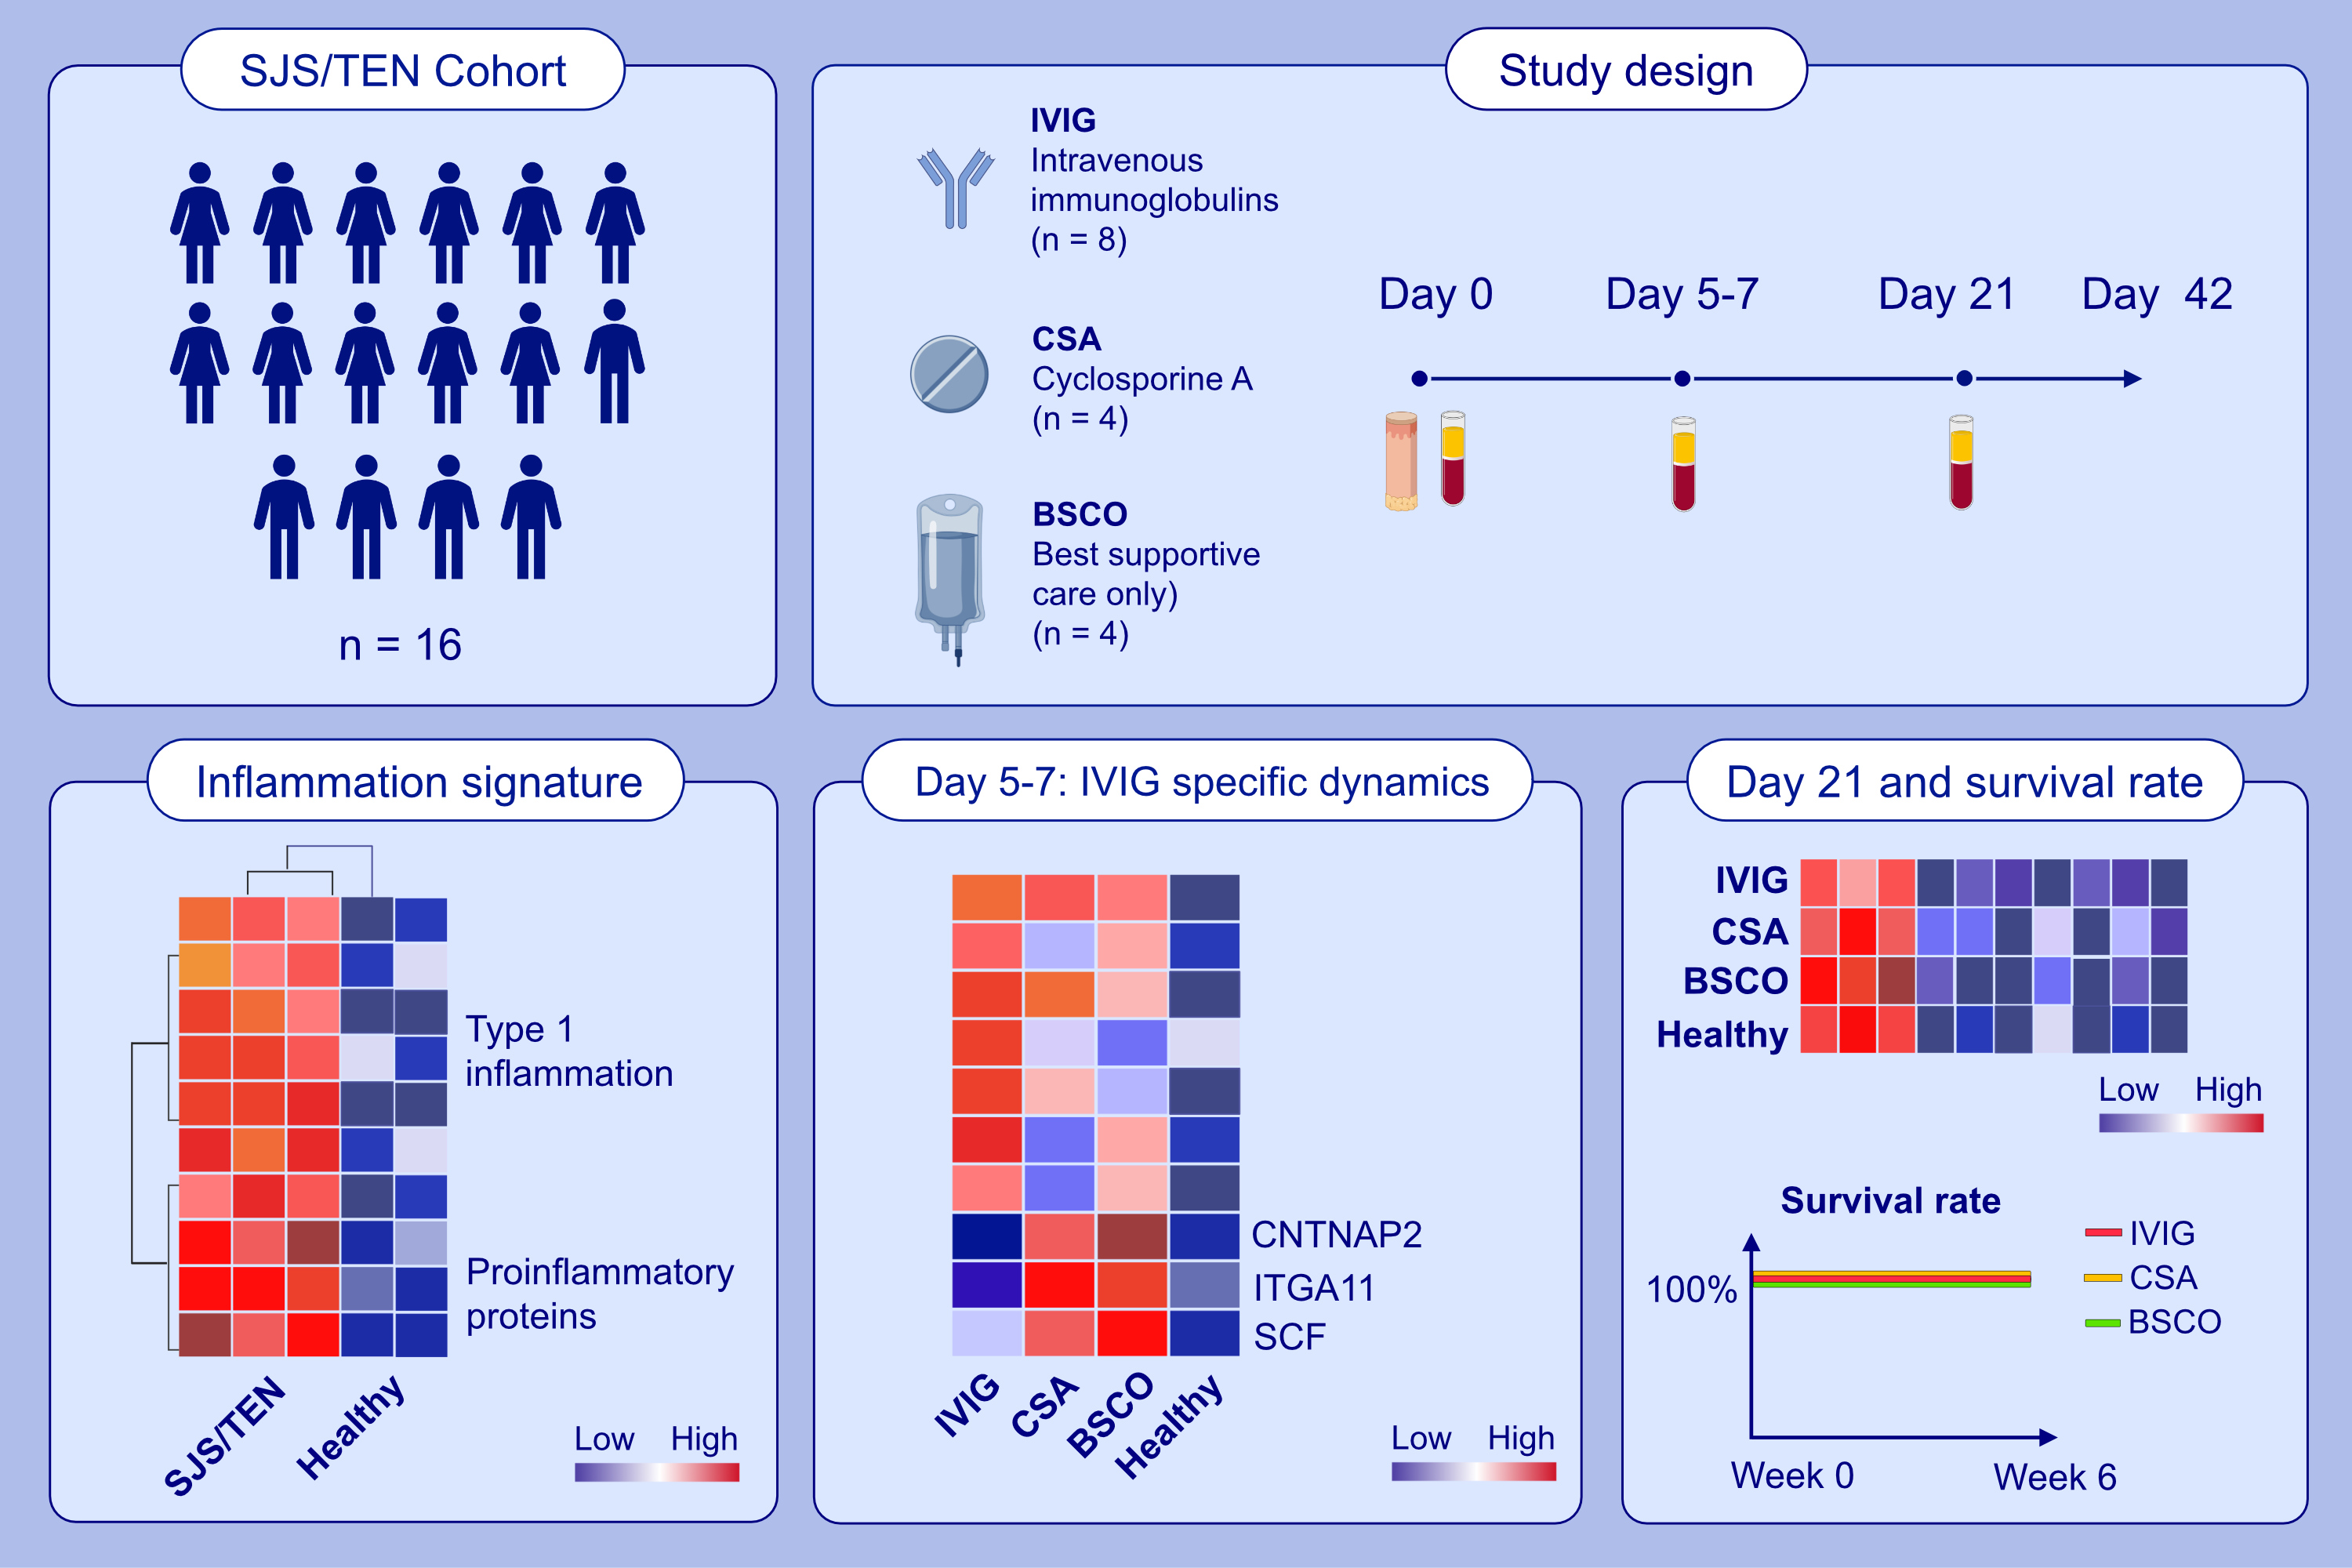 SJS/TEN Cohort
n = 16
Study design
IVIG
Intravenous
immunoglobulins
(n = 8)
CSA
Cyclosporine A
(n = 4)
BSCO
Best supportive
care only)
(n = 4)
Day 0
Day 5-7
Day 21
Day  42
Inflammation signature
Type 1
inflammation
Proinflammatory
proteins
SJS/TEN
Healthy
Low High
Day 5-7: IVIG specific dynamics
CNTNAP2
ITGA11
SCF
IVIG
CSA
BSCO
Healthy
Low High
Day 21 and survival rate
IVIG
CSA
BSCO
Healthy
Low High
Survival rate
100%
IVIG
CSA
BSCO
Week 0
Week 6